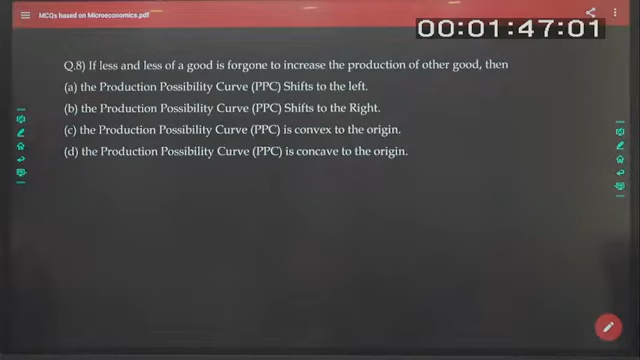 MCQs based on Microeconomics.pdf
00:01:47:01
Q.8) If less and less of a good is forgone to increase the production of other good, then
(a) the Production Possibility Curve (PPC) Shifts to the left.
(b) the Production Possibility Curve (PPC) Shifts to the Right.
(c) the Production Possibility Curve (PPC) is convex to the origin.
(d) the Production Possibility Curve (PPC) is concave to the origin.